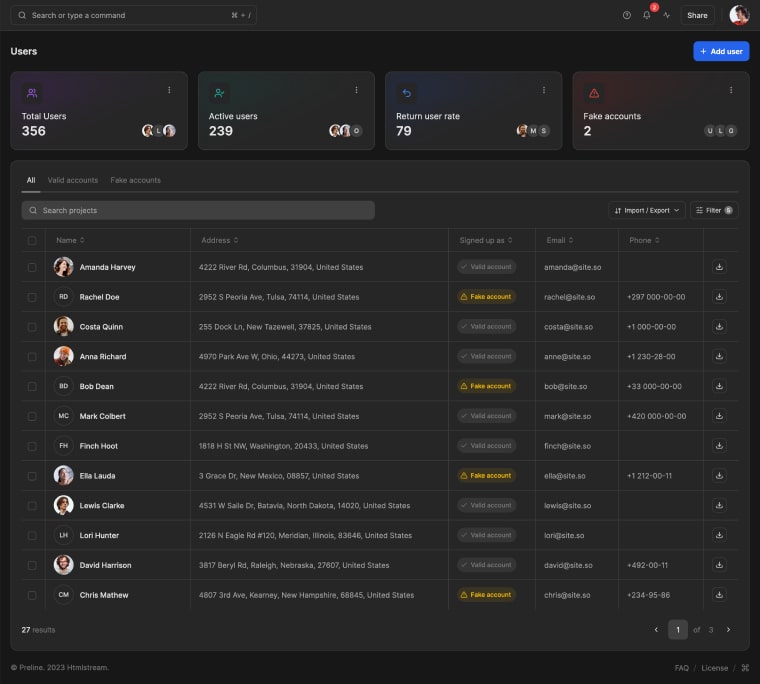 Search or type a command ⌘ + / 2 Share
Users + Add user
Total Users Active users Return user rate Fake accounts
356 L 239 O 79 M S 2 U L G
All Valid accounts Fake accounts
Search projects Import / Export Filter 5
Name Address Signed up as Email Phone
Amanda Harvey 4222 River Rd, Columbus, 31904, United States Valid account amanda@site.so
RD Rachel Doe 2952 S Peoria Ave, Tulsa, 74114, United States Fake account rachel@site.so +297 000-00-00
Costa Quinn 255 Dock Ln, New Tazewell, 37825, United States Valid account costa@site.so +1 000-00-00
Anna Richard 4970 Park Ave W, Ohio, 44273, United States Valid account anne@site.so +1 230-28-00
BD Bob Dean 4222 River Rd, Columbus, 31904, United States Fake account bob@site.so +33 000-00-00
MC Mark Colbert 2952 S Peoria Ave, Tulsa, 74114, United States Valid account mark@site.so +420 000-00-00
FH Finch Hoot 1818 H St NW, Washington, 20433, United States Valid account finch@site.so
Ella Lauda 3 Grace Dr, New Mexico, 08857, United States Fake account ella@site.so +1 212-00-11
Lewis Clarke 4531 W Saile Dr, Batavia, North Dakota, 14020, United States Valid account lewis@site.so
LH Lori Hunter 2126 N Eagle Rd #120, Meridian, Illinois, 83646, United States Valid account lori@site.so
David Harrison 3817 Beryl Rd, Raleigh, Nebraska, 27607, United States Valid account david@site.so +492-00-11
CM Chris Mathew 4807 3rd Ave, Kearney, New Hampshire, 68845, United States Fake account chris@site.so +234-95-86
27 results 1 of 3
© Preline. 2023 Htmlstream. FAQ / License / ⌘